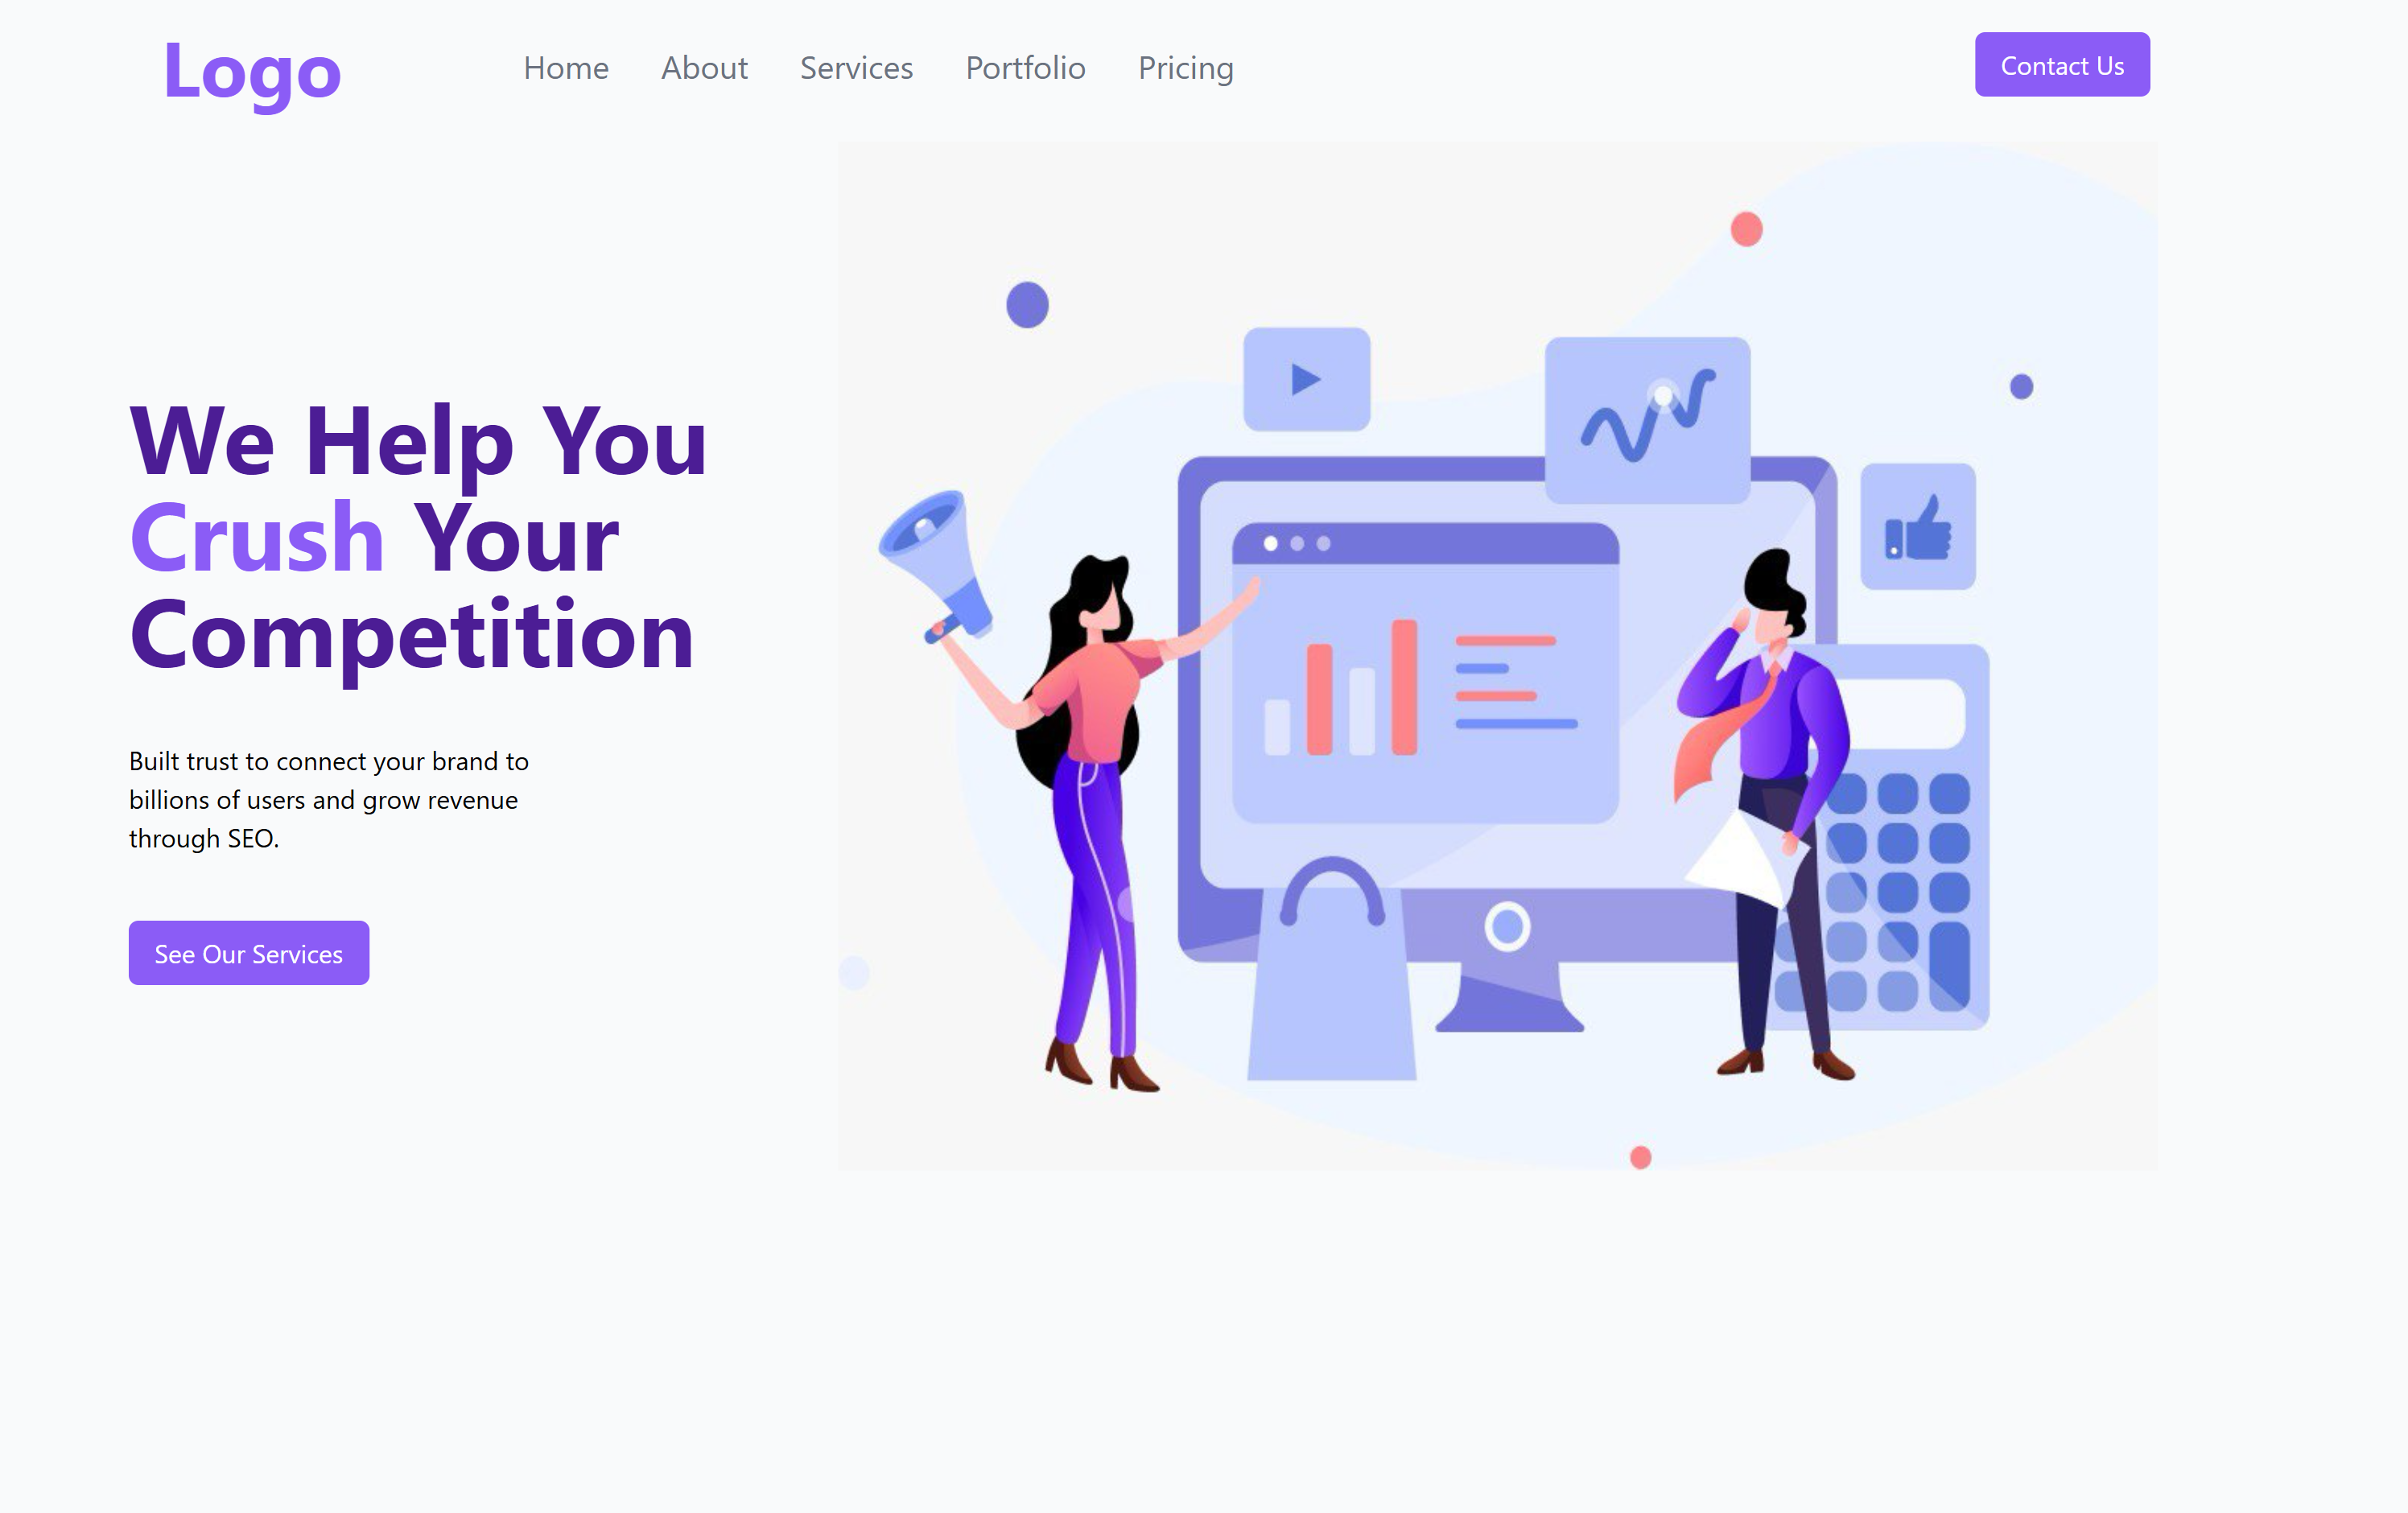 Logo
Home About Services Portfolio Pricing
Contact Us
We Help You
Crush Your
Competition
Built trust to connect your brand to
billions of users and grow revenue
through SEO.
See Our Services